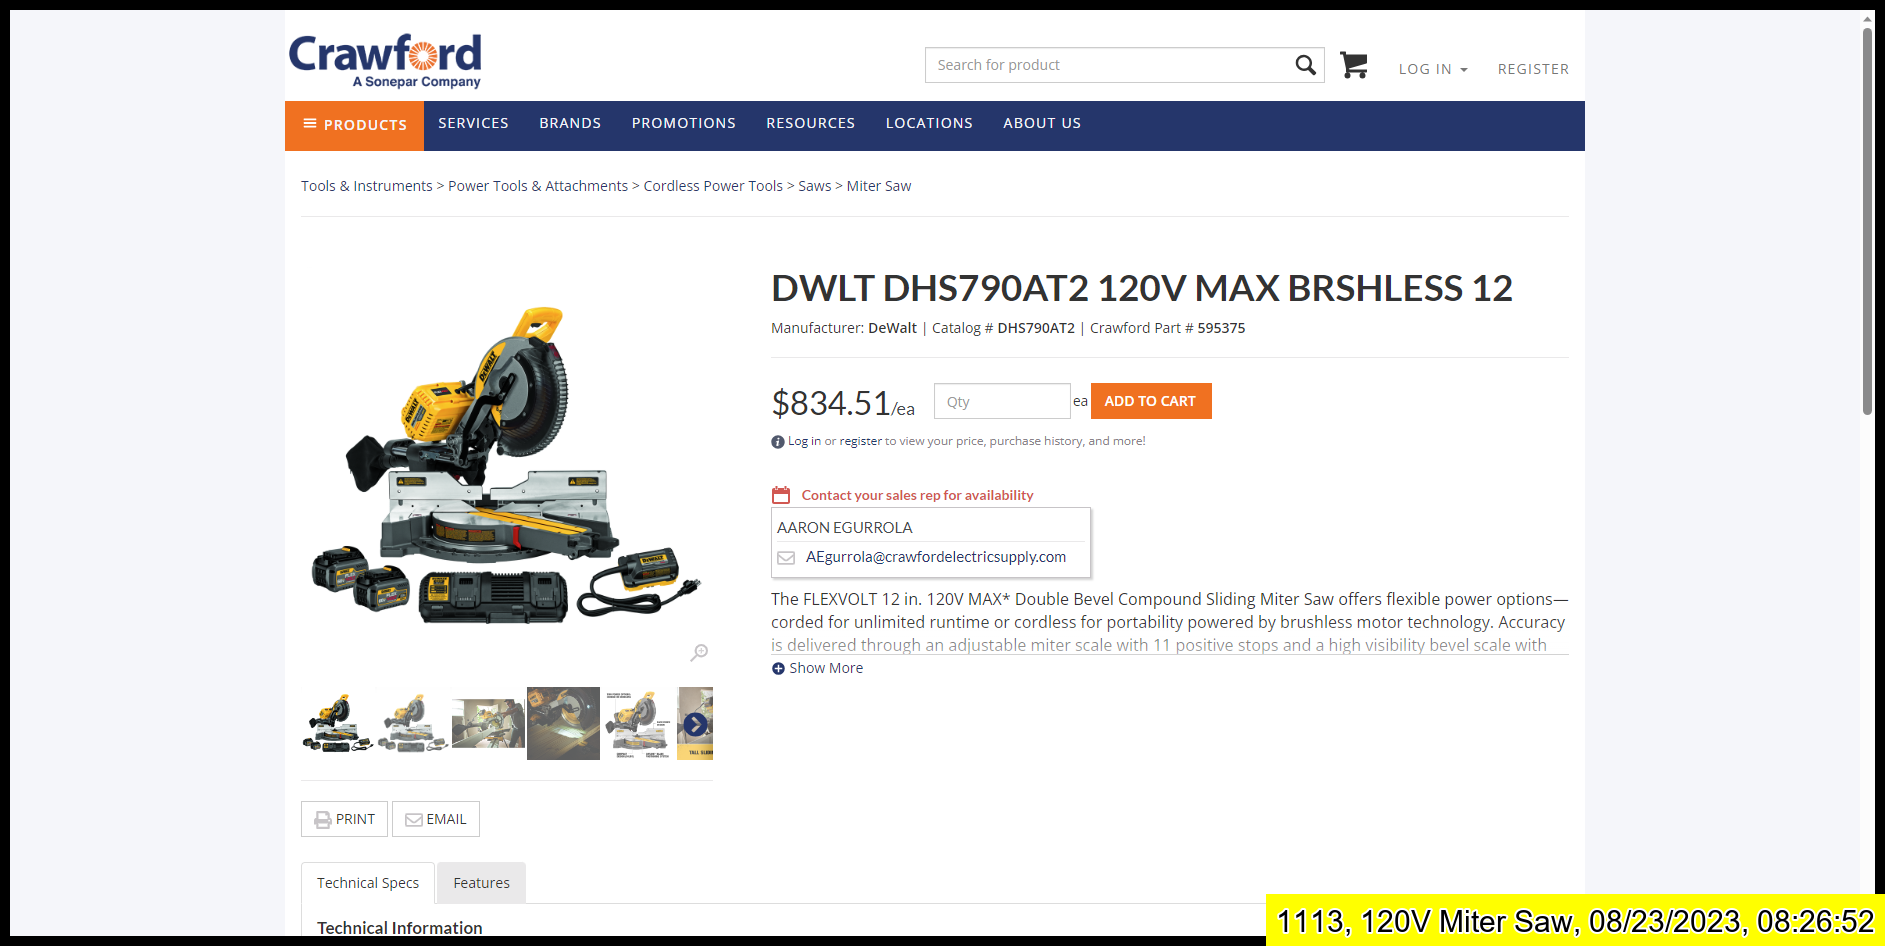 Crawford
A Sonepar Company
Search for product
LOG IN
REGISTER
PRODUCTS
SERVICES
BRANDS
PROMOTIONS
RESOURCES
LOCATIONS
ABOUT US
Tools & Instruments > Power Tools & Attachments > Cordless Power Tools > Saws > Miter Saw
DWLT DHS790AT2 120V MAX BRSHLESS 12
Manufacturer: DeWalt | Catalog # DHS790AT2 | Crawford Part # 595375
$834.51/ea
Qty
ea
ADD TO CART
Log in or register to view your price, purchase history, and more!
Contact your sales rep for availability
AARON EGURROLA
AEgurrola@crawfordelectricsupply.com
The FLEXVOLT 12 in. 120V MAX* Double Bevel Compound Sliding Miter Saw offers flexible power options—
corded for unlimited runtime or cordless for portability powered by brushless motor technology. Accuracy
is delivered through an adjustable miter scale with 11 positive stops and a high visibility bevel scale with
Show More
DEWALT
DEWALT
DEWALT
PRINT
EMAIL
Technical Specs
Features
Technical Information
1113, 120V Miter Saw, 08/23/2023, 08:26:52